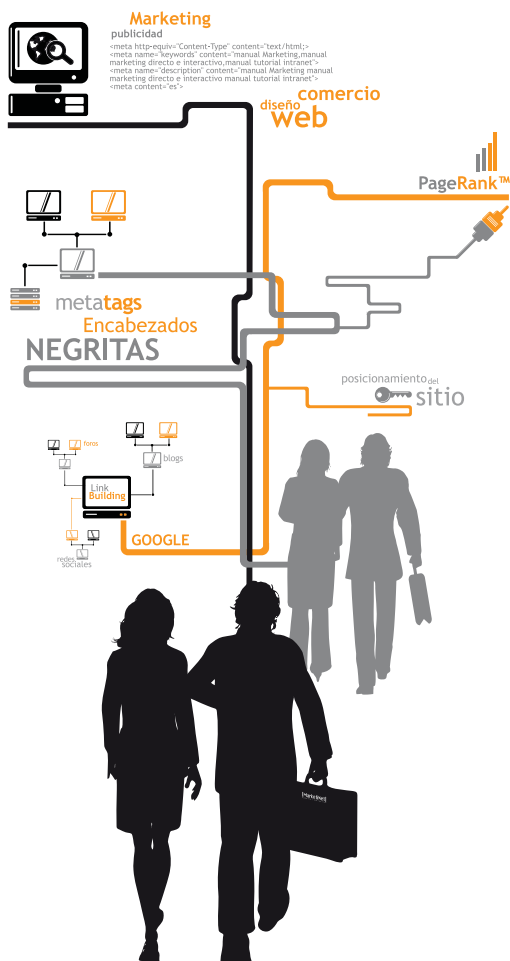 Marketing
publicidad
<meta http-equiv="Content-Type" content="text/html;>
<meta name="keywords" content="manual Marketing,manual
marketing directo e interactivo,manual tutorial intranet">
<meta name="description" content="manual Marketing manual
marketing directo e interactivo manual tutorial intranet">
<meta content="es">
comercio
diseño
web
PageRank™
metatags
Encabezados
NEGRITAS
posicionamiento del
sitio
foros
blogs
Link
Building
GOOGLE
redes
sociales